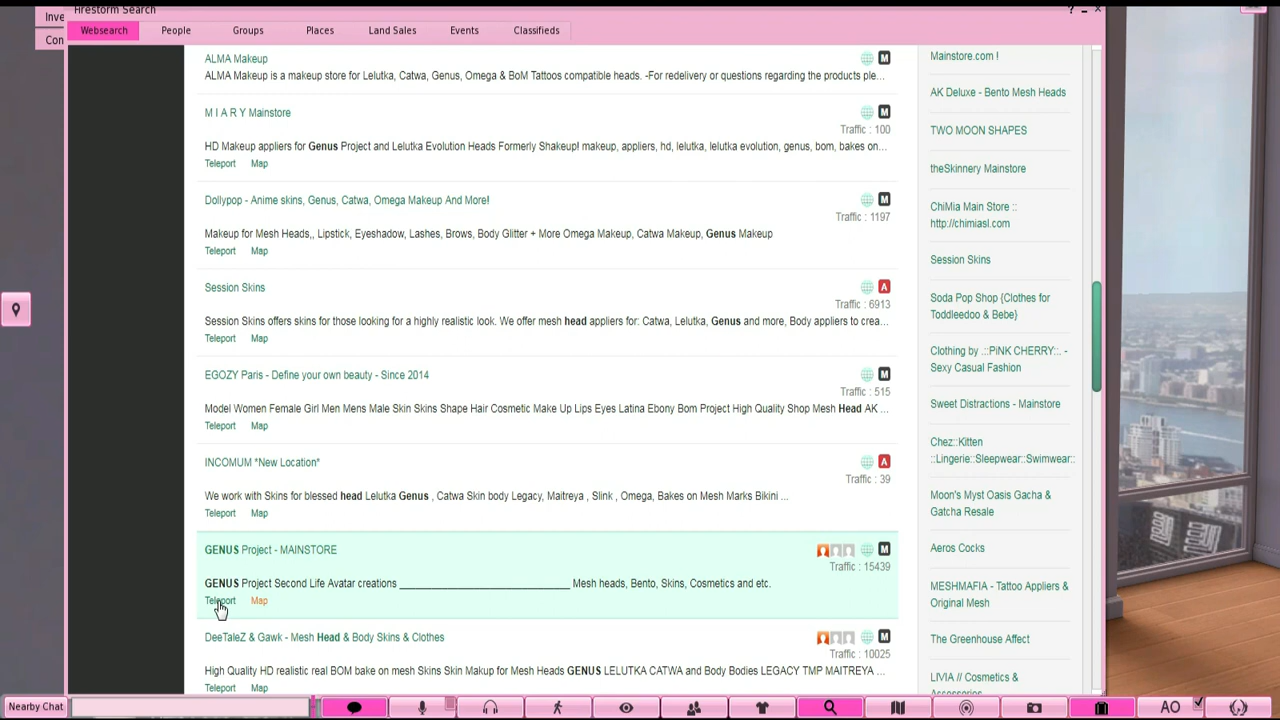 Firestorm Search
Inve
Con
? _ ×
Websearch People Groups Places Land Sales Events Classifieds
ALMA Makeup
M
ALMA Makeup is a makeup store for Lelutka, Catwa, Genus, Omega & BoM Tattoos compatible heads. -For redelivery or questions regarding the products ple...
M I A R Y Mainstore
M
Traffic : 100
HD Makeup appliers for Genus Project and Lelutka Evolution Heads Formerly Shakeup! makeup, appliers, hd, lelutka, lelutka evolution, genus, bom, bakes on...
Teleport Map
Dollypop - Anime skins, Genus, Catwa, Omega Makeup And More!
M
Traffic : 1197
Makeup for Mesh Heads,, Lipstick, Eyeshadow, Lashes, Brows, Body Glitter + More Omega Makeup, Catwa Makeup, Genus Makeup
Teleport Map
Session Skins
A
Traffic : 6913
Session Skins offers skins for those looking for a highly realistic look. We offer mesh head appliers for: Catwa, Lelutka, Genus and more, Body appliers to crea...
Teleport Map
EGOZY Paris - Define your own beauty - Since 2014
M
Traffic : 515
Model Women Female Girl Men Mens Male Skin Skins Shape Hair Cosmetic Make Up Lips Eyes Latina Ebony Bom Project High Quality Shop Mesh Head AK ...
Teleport Map
INCOMUM *New Location*
A
Traffic : 39
We work with Skins for blessed head Lelutka Genus , Catwa Skin body Legacy, Maitreya , Slink , Omega, Bakes on Mesh Marks Bikini ...
Teleport Map
GENUS Project - MAINSTORE
M
Traffic : 15439
GENUS Project Second Life Avatar creations ______________________________ Mesh heads, Bento, Skins, Cosmetics and etc.
Teleport Map
DeeTaleZ & Gawk - Mesh Head & Body Skins & Clothes
M
Traffic : 10025
High Quality HD realistic real BOM bake on mesh Skins Skin Makup for Mesh Heads GENUS LELUTKA CATWA and Body Bodies LEGACY TMP MAITREYA ...
Teleport Map
Mainstore.com !
AK Deluxe - Bento Mesh Heads
TWO MOON SHAPES
theSkinnery Mainstore
ChiMia Main Store ::
http://chimiasl.com
Session Skins
Soda Pop Shop {Clothes for
Toddleedoo & Bebe}
Clothing by .::PiNK CHERRY::. -
Sexy Casual Fashion
Sweet Distractions - Mainstore
Chez::Kitten
::Lingerie::Sleepwear::Swimwear::
Moon's Myst Oasis Gacha &
Gatcha Resale
Aeros Cocks
MESHMAFIA - Tattoo Appliers &
Original Mesh
The Greenhouse Affect
LIVIA // Cosmetics &
Accessories
Nearby Chat
AO